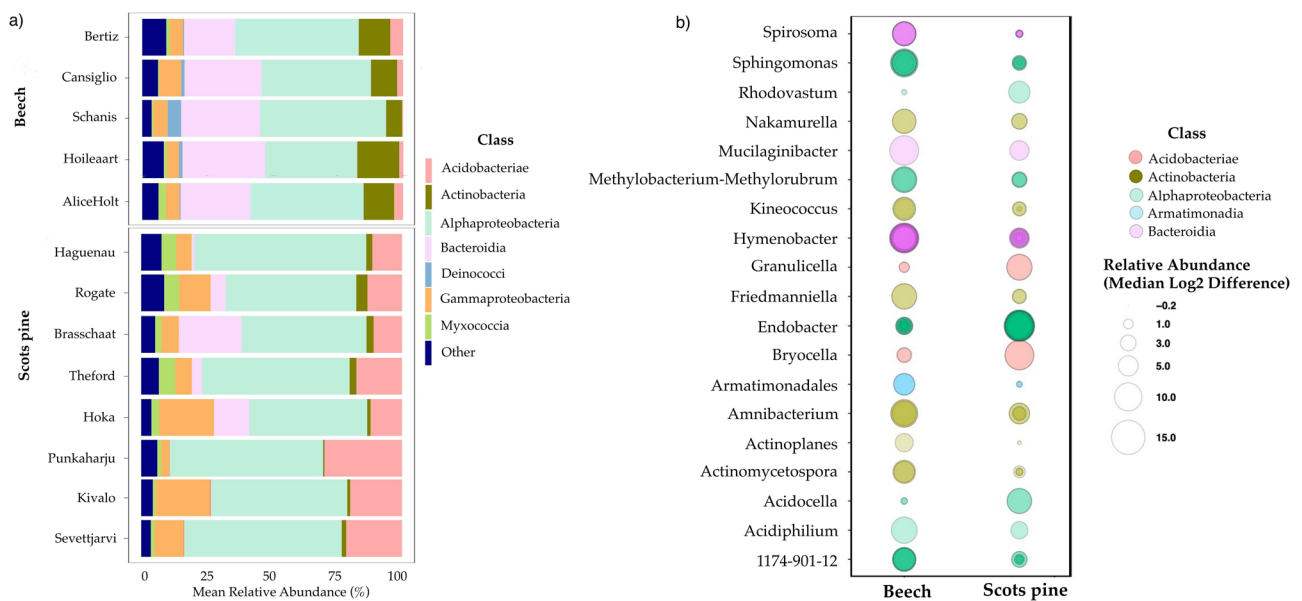 a)
Beech
Bertiz
Cansiglio
Schanis
Hoileaart
AliceHolt
Scots pine
Haguenau
Rogate
Brasschaat
Theford
Hoka
Punkaharju
Kivalo
Sevettjarvi
0 25 50 75 100
Mean Relative Abundance (%)
Class
Acidobacteriae
Actinobacteria
Alphaproteobacteria
Bacteroidia
Deinococci
Gammaproteobacteria
Myxococcia
Other
b)
Spirosoma
Sphingomonas
Rhodovastum
Nakamurella
Mucilaginibacter
Methylobacterium-Methylorubrum
Kineococcus
Hymenobacter
Granulicella
Friedmanniella
Endobacter
Bryocella
Armatimonadales
Amnibacterium
Actinoplanes
Actinomycetospora
Acidocella
Acidiphilium
1174-901-12
Beech Scots pine
Class
Acidobacteriae
Actinobacteria
Alphaproteobacteria
Armatimonadia
Bacteroidia
Relative Abundance
(Median Log2 Difference)
−0.2
1.0
3.0
5.0
10.0
15.0